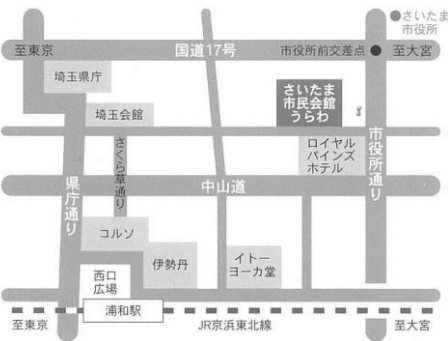 ●さいたま
市役所
至東京
国道17号
市役所前交差点
至大宮
埼玉県庁
さいたま
市民会館
うらわ
埼玉会館
さくら草通り
ロイヤル
パインズ
ホテル
市役所通り
県庁通り
中山道
コルソ
伊勢丹
イトー
ヨーカ堂
西口
広場
浦和駅
至東京
JR京浜東北線
至大宮